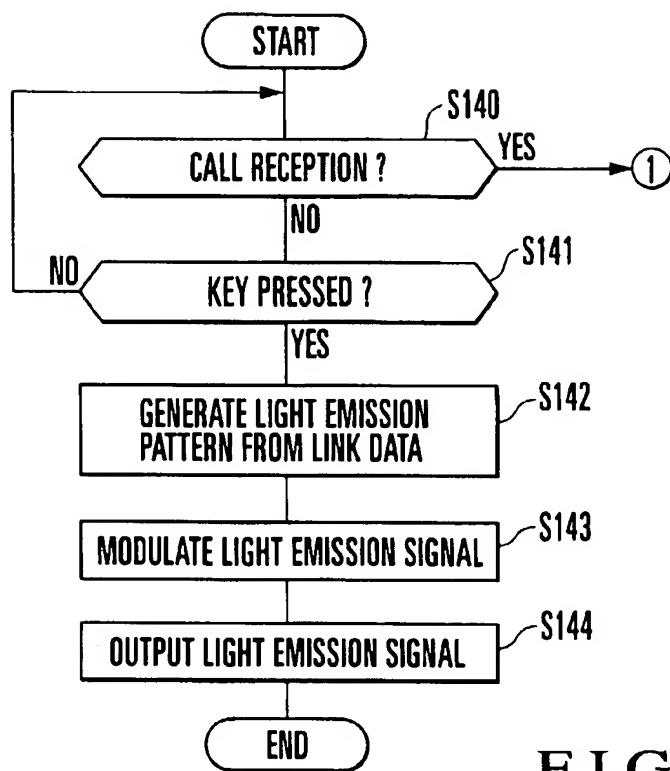 START
S140
CALL RECEPTION ?
YES
1
NO
S141
NO
KEY PRESSED ?
YES
S142
GENERATE LIGHT EMISSION
PATTERN FROM LINK DATA
S143
MODULATE LIGHT EMISSION SIGNAL
S144
OUTPUT LIGHT EMISSION SIGNAL
END
FIG